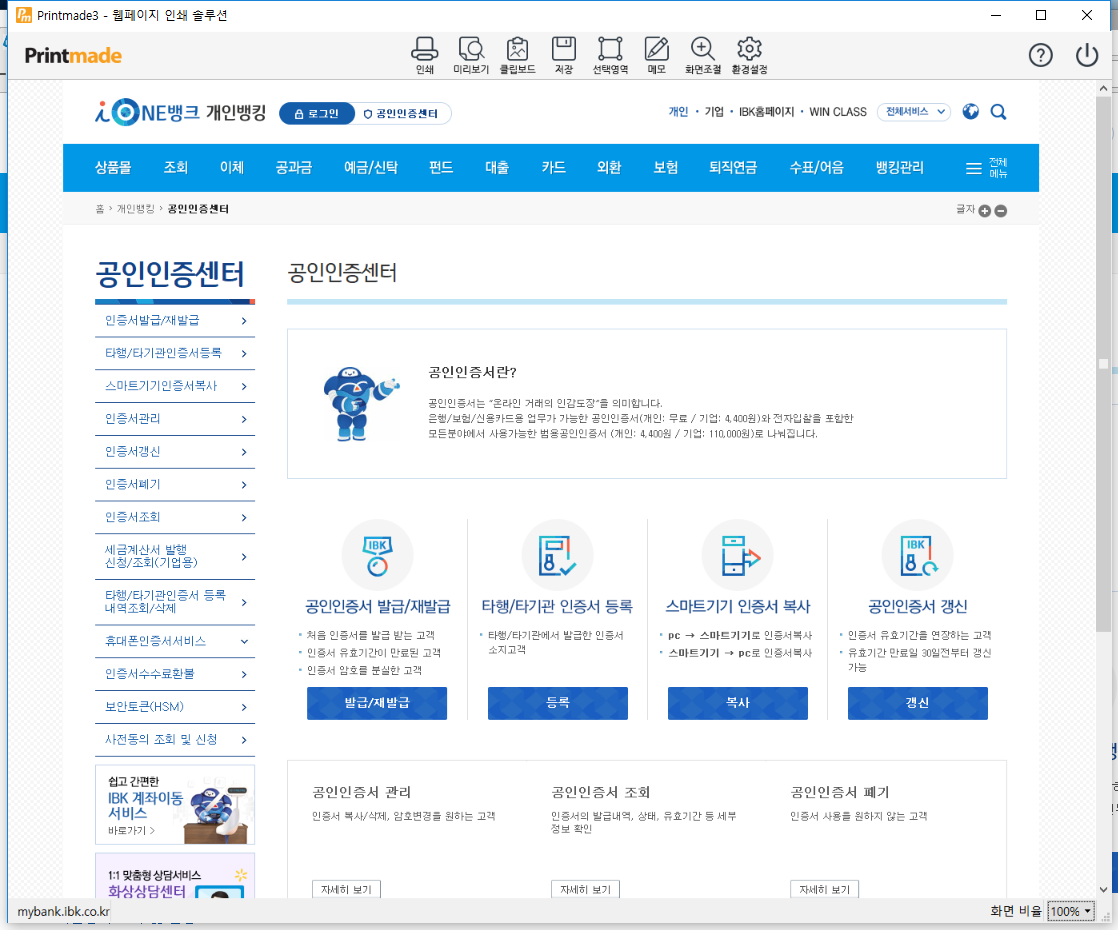 Printmade3 - 웹페이지 인쇄 솔루션
Printmade
인쇄 미리보기 클립보드 저장 선택영역 메모 화면조절 환경설정
i-ONE뱅크 개인뱅킹 로그인 공인인증센터
개인 · 기업 · IBK홈페이지 · WIN CLASS 전체서비스
상품몰 조회 이체 공과금 예금/신탁 펀드 대출 카드 외환 보험 퇴직연금 수표/어음 뱅킹관리 전체
메뉴
홈 > 개인뱅킹 > 공인인증센터
글자
공인인증센터
인증서발급/재발급
타행/타기관인증서등록
스마트기기인증서복사
인증서관리
인증서갱신
인증서폐기
인증서조회
세금계산서 발행
신청/조회(기업용)
타행/타기관인증서 등록
내역조회/삭제
휴대폰인증서서비스
인증서수수료환불
보안토큰(HSM)
사전동의 조회 및 신청
쉽고 간편한
IBK 계좌이동
서비스
바로가기 >
1:1 맞춤형 상담서비스
화상상담센터
공인인증센터
공인인증서란?
공인인증서는 "온라인 거래의 인감도장"을 의미합니다.
은행/보험/신용카드용 업무가 가능한 공인인증서(개인: 무료 / 기업: 4,400원)와 전자입찰을 포함한
모든분야에서 사용가능한 범용공인인증서 (개인: 4,400원 / 기업: 110,000원)로 나눠집니다.
IBK
공인인증서 발급/재발급
처음 인증서를 발급 받는 고객
인증서 유효기간이 만료된 고객
인증서 암호를 분실한 고객
발급/재발급
타행/타기관 인증서 등록
타행/타기관에서 발급한 인증서
소지고객
등록
스마트기기 인증서 복사
pc → 스마트기기로 인증서복사
스마트기기 → pc로 인증서복사
복사
IBK
공인인증서 갱신
인증서 유효기간을 연장하는 고객
유효기간 만료일 30일전부터 갱신
가능
갱신
공인인증서 관리
인증서 복사/삭제, 암호변경을 원하는 고객
자세히 보기
공인인증서 조회
인증서의 발급내역, 상태, 유효기간 등 세부
정보 확인
자세히 보기
공인인증서 폐기
인증서 사용을 원하지 않는 고객
자세히 보기
mybank.ibk.co.kr
화면 비율 100%